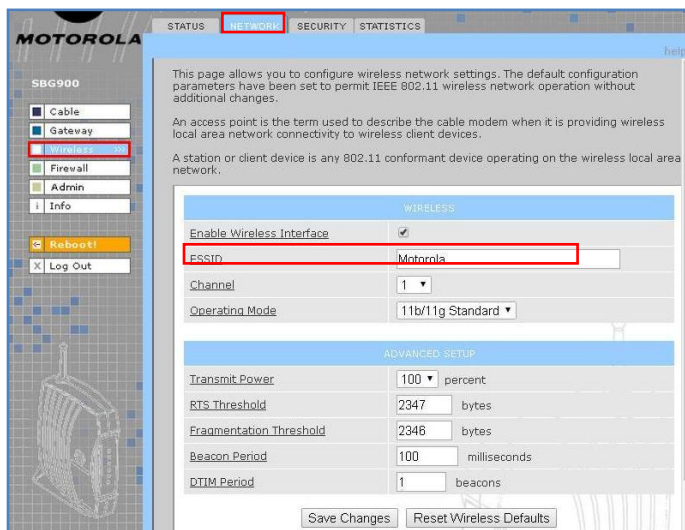 MOTOROLA
STATUS NETWORK SECURITY STATISTICS
help
SBG900
Cable
Gateway
Wireless >>>
Firewall
Admin
i Info
Reboot!
X Log Out
This page allows you to configure wireless network settings. The default configuration
parameters have been set to permit IEEE 802.11 wireless network operation without
additional changes.
An access point is the term used to describe the cable modem when it is providing wireless
local area network connectivity to wireless client devices.
A station or client device is any 802.11 conformant device operating on the wireless local area
network.
WIRELESS
Enable Wireless Interface
ESSID Motorola
Channel 1
Operating Mode 11b/11g Standard
ADVANCED SETUP
Transmit Power 100 percent
RTS Threshold 2347 bytes
Fragmentation Threshold 2346 bytes
Beacon Period 100 milliseconds
DTIM Period 1 beacons
Save Changes Reset Wireless Defaults